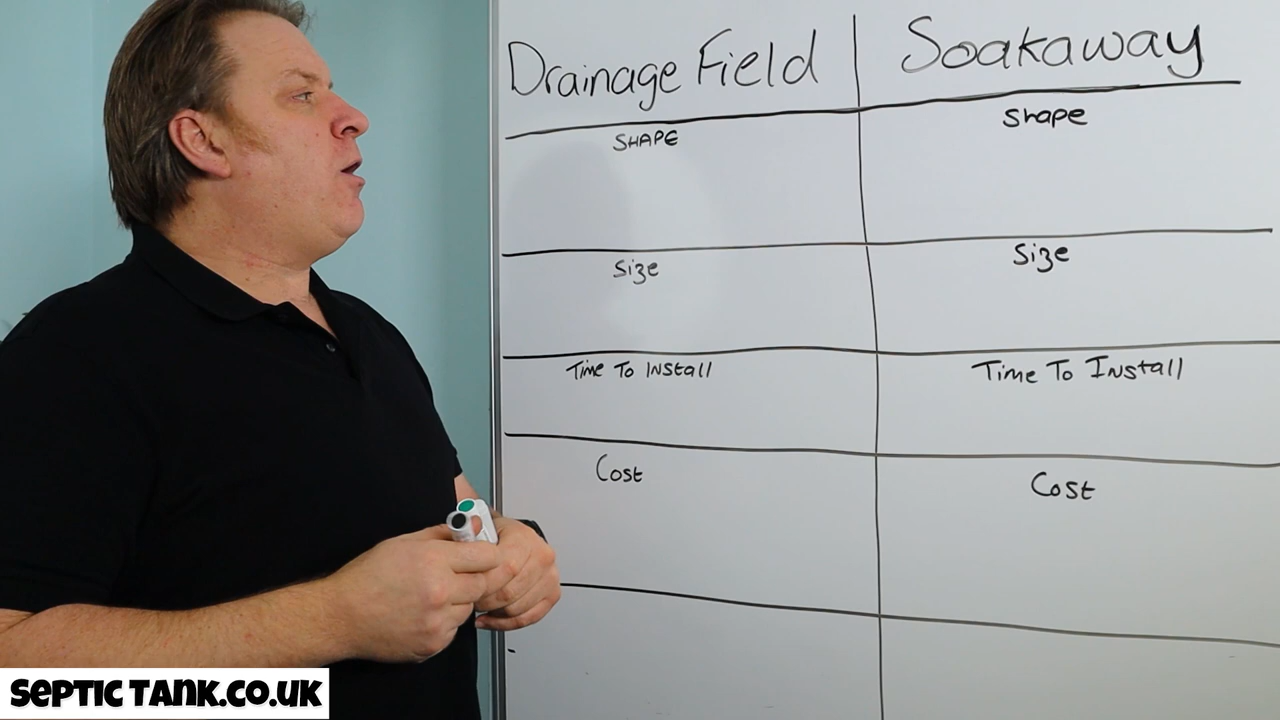 Drainage Field
Soakaway
SHAPE
Shape
Size
Size
Time To Install
Time To Install
Cost
Cost
SEPTIC TANK.CO.UK